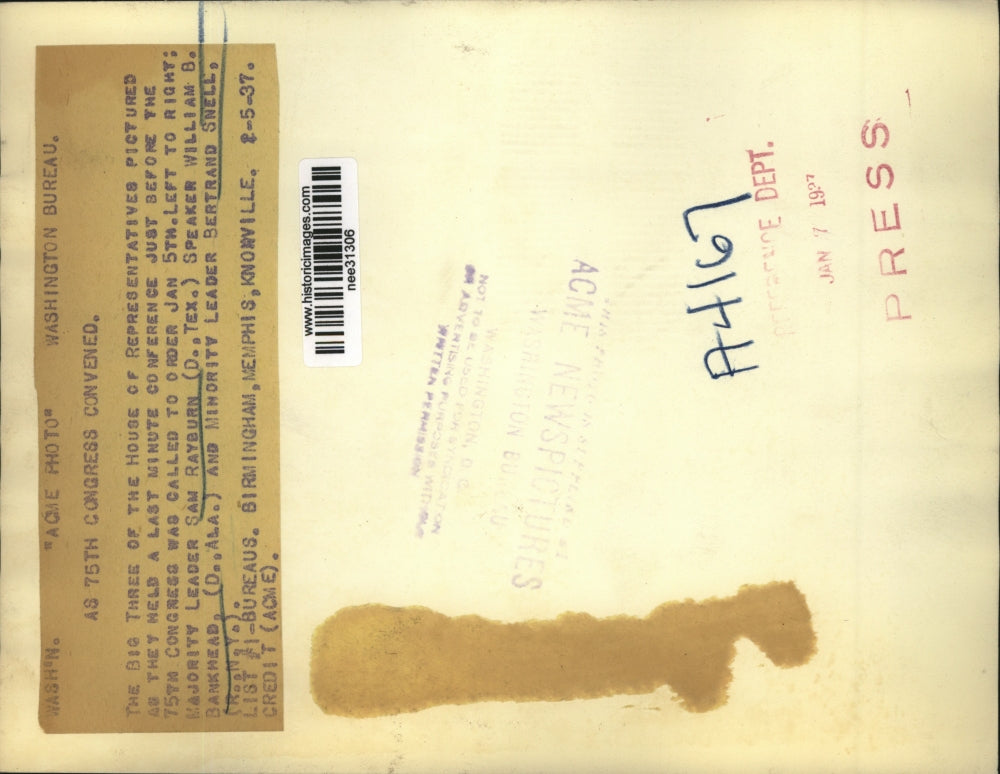 WASH'N. "ACME PHOTO" WASHINGTON BUREAU.
AS 75TH CONGRESS CONVENED.
THE BIG THREE OF THE HOUSE OF REPRESENTATIVES PICTURED
AS THEY HELD A LAST MINUTE CONFERENCE JUST BEFORE THE
75TH CONGRESS WAS CALLED TO ORDER JAN 5TH. LEFT TO RIGHT;
MAJORITY LEADER SAM RAYBURN (D., TEX.) SPEAKER WILLIAM B.
BANKHEAD, (D., ALA.) AND MINORITY LEADER BERTRAND SNELL,
(R., N.Y.).
LIST #1-BUREAUS. BIRMINGHAM, MEMPHIS, KNOXVILLE. 1-5-37.
CREDIT (ACME).
www.historicimages.com
nee31306
NOT TO BE USED FOR SYNDICATION
OR ADVERTISING PURPOSES WITHOUT
WRITTEN PERMISSION
ACME NEWSPICTURES
WASHINGTON BUREAU
WASHINGTON, D. C.
A4167
REFERENCE DEPT.
JAN 7 1937
PRESS